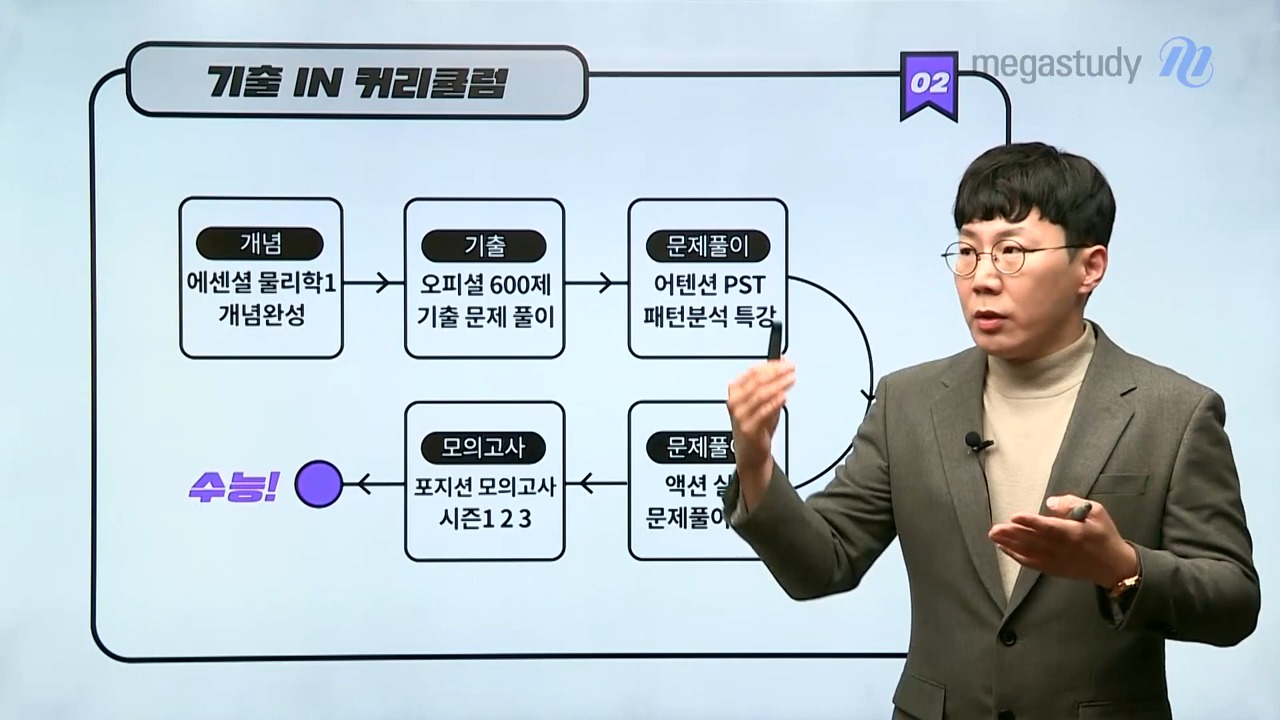 기출 IN 커리큘럼
02
megastudy
개념
에센셜 물리학1
개념완성
기출
오피셜 600제
기출 문제 풀이
문제풀이
어텐션 PST
패턴분석 특강
문제풀
액션
문제풀이
모의고사
포지션 모의고사
시즌1 2 3
수능!